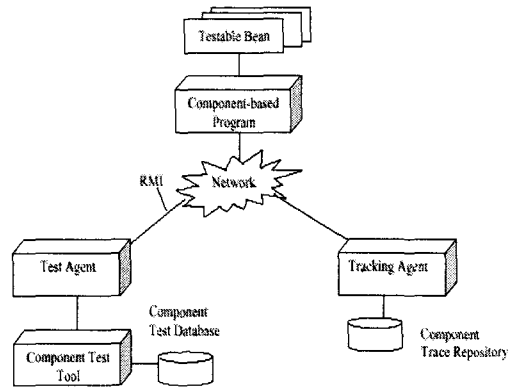 Testable Bean
Component-based
Program
RMI
Network
Test Agent
Tracking Agent
Component
Test Database
Component Test
Tool
Component
Trace Repository